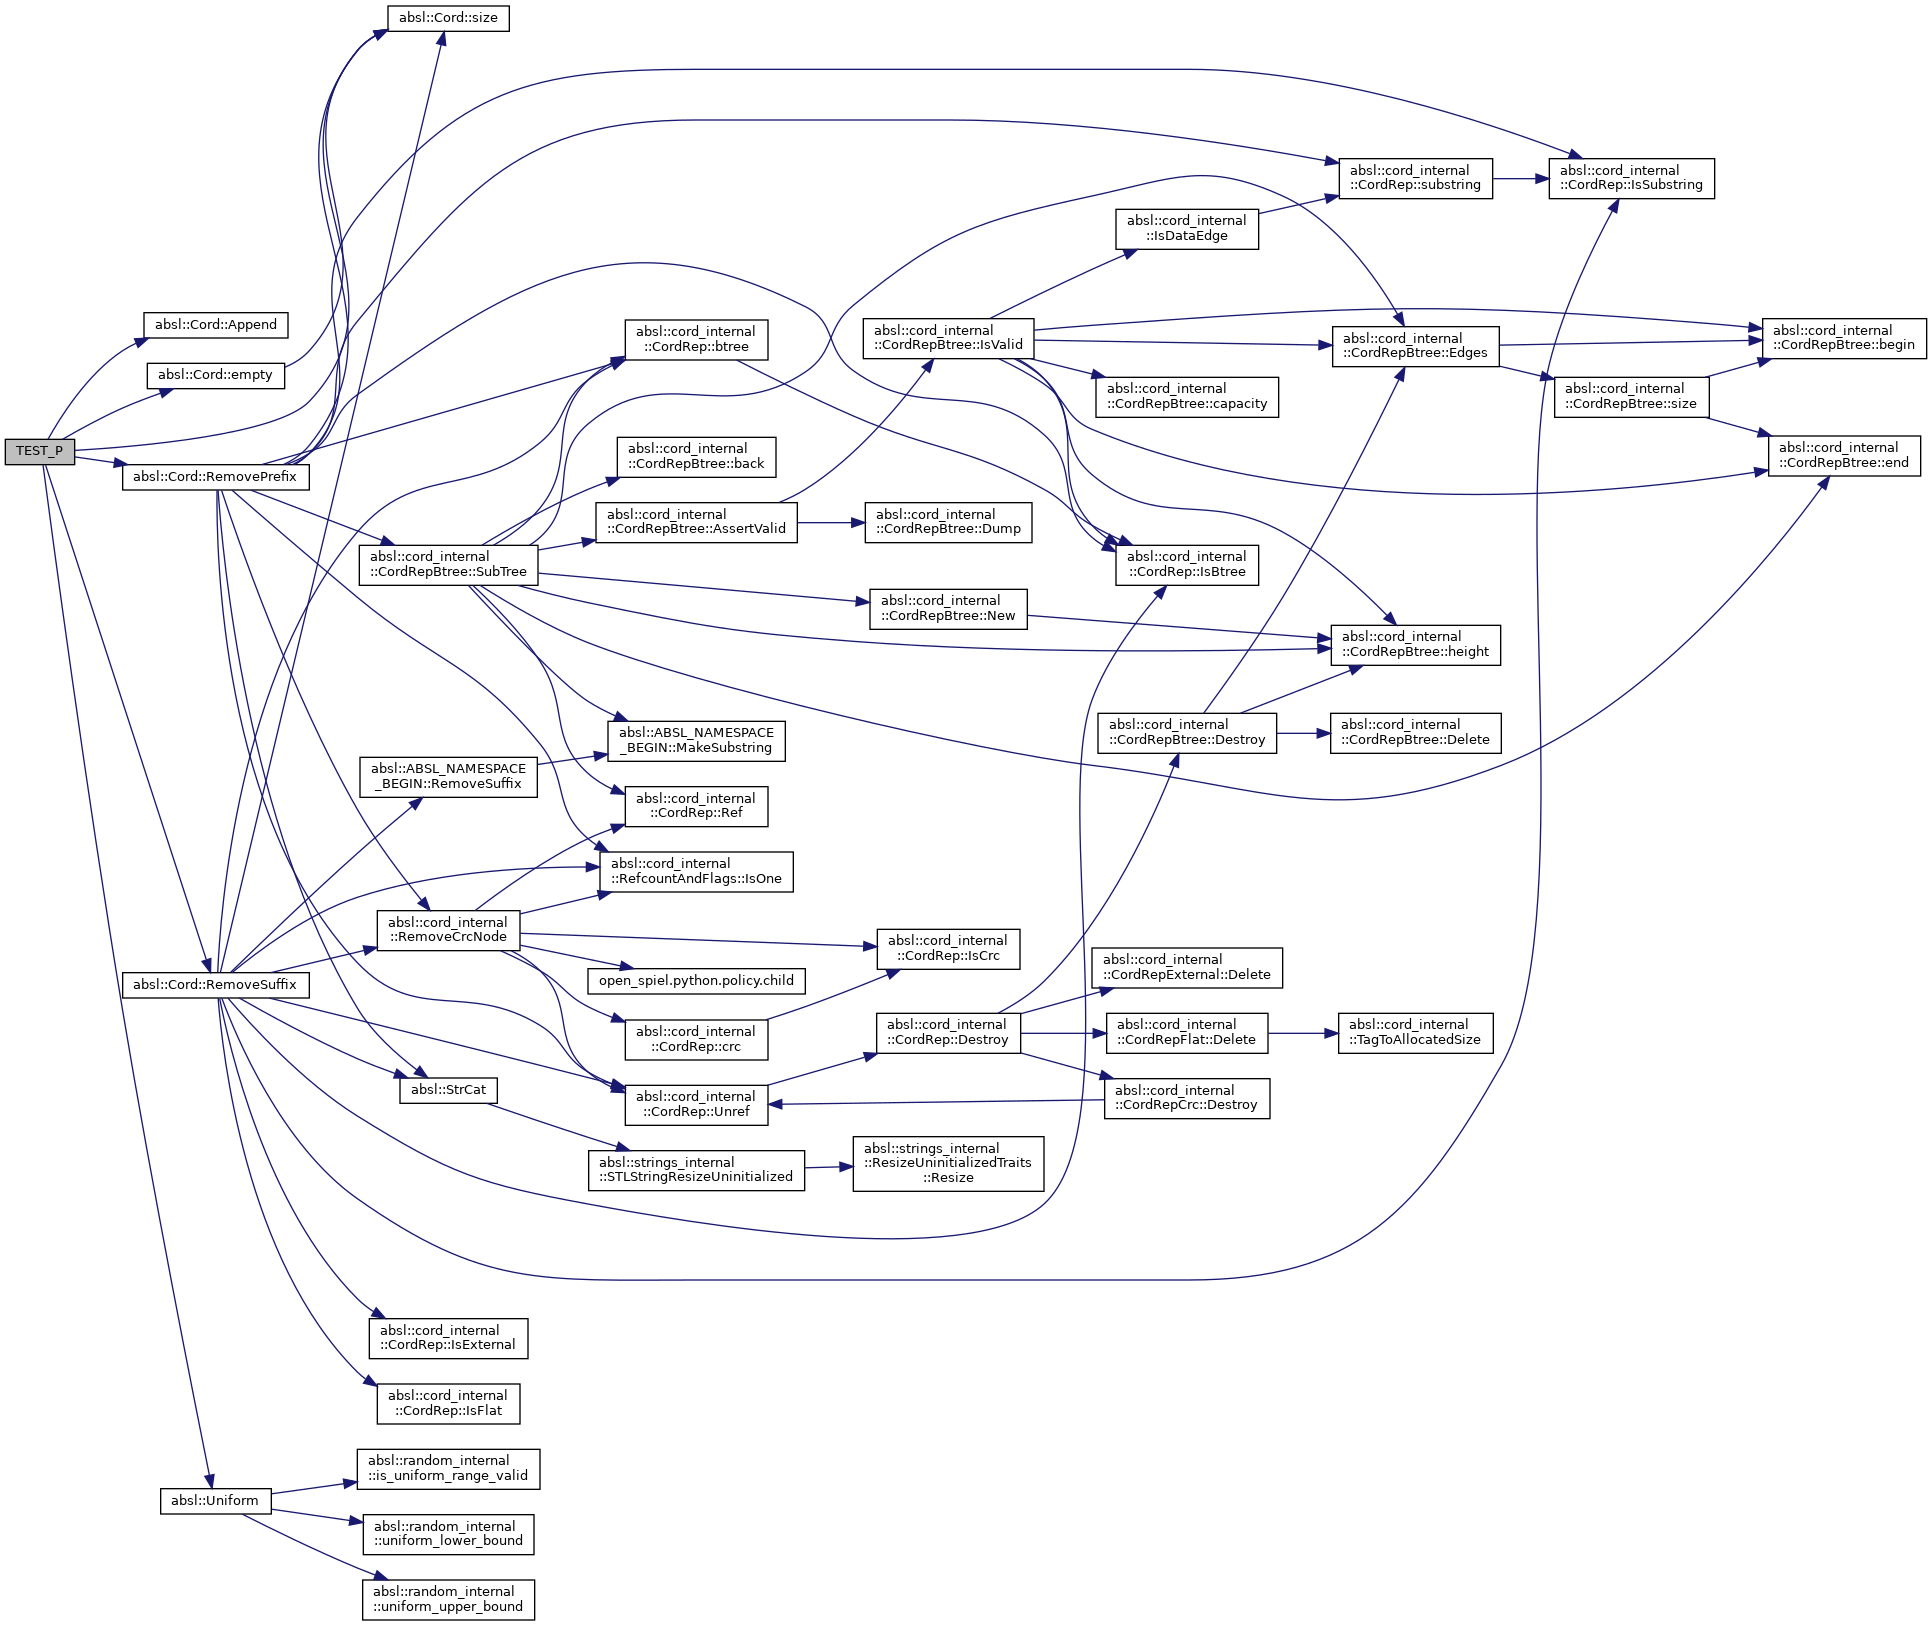 absl::Cord::size
absl::cord_internal
::CordRep::substring
absl::cord_internal
::CordRep::IsSubstring
absl::cord_internal
::IsDataEdge
absl::Cord::Append
absl::cord_internal
::CordRep::btree
absl::cord_internal
::CordRepBtree::IsValid
absl::cord_internal
::CordRepBtree::Edges
absl::cord_internal
::CordRepBtree::begin
absl::Cord::empty
absl::cord_internal
::CordRepBtree::capacity
absl::cord_internal
::CordRepBtree::size
TEST_P
absl::Cord::RemovePrefix
absl::cord_internal
::CordRepBtree::back
absl::cord_internal
::CordRepBtree::end
absl::cord_internal
::CordRepBtree::AssertValid
absl::cord_internal
::CordRepBtree::Dump
absl::cord_internal
::CordRepBtree::SubTree
absl::cord_internal
::CordRep::IsBtree
absl::cord_internal
::CordRepBtree::New
absl::cord_internal
::CordRepBtree::height
absl::ABSL_NAMESPACE
_BEGIN::MakeSubstring
absl::cord_internal
::CordRepBtree::Destroy
absl::cord_internal
::CordRepBtree::Delete
absl::ABSL_NAMESPACE
_BEGIN::RemoveSuffix
absl::cord_internal
::CordRep::Ref
absl::cord_internal
::RefcountAndFlags::IsOne
absl::cord_internal
::RemoveCrcNode
absl::cord_internal
::CordRep::IsCrc
absl::Cord::RemoveSuffix
open_spiel.python.policy.child
absl::cord_internal
::CordRepExternal::Delete
absl::cord_internal
::CordRep::crc
absl::cord_internal
::CordRep::Destroy
absl::cord_internal
::CordRepFlat::Delete
absl::cord_internal
::TagToAllocatedSize
absl::StrCat
absl::cord_internal
::CordRep::Unref
absl::cord_internal
::CordRepCrc::Destroy
absl::strings_internal
::STLStringResizeUninitialized
absl::strings_internal
::ResizeUninitializedTraits
::Resize
absl::cord_internal
::CordRep::IsExternal
absl::cord_internal
::CordRep::IsFlat
absl::Uniform
absl::random_internal
::is_uniform_range_valid
absl::random_internal
::uniform_lower_bound
absl::random_internal
::uniform_upper_bound